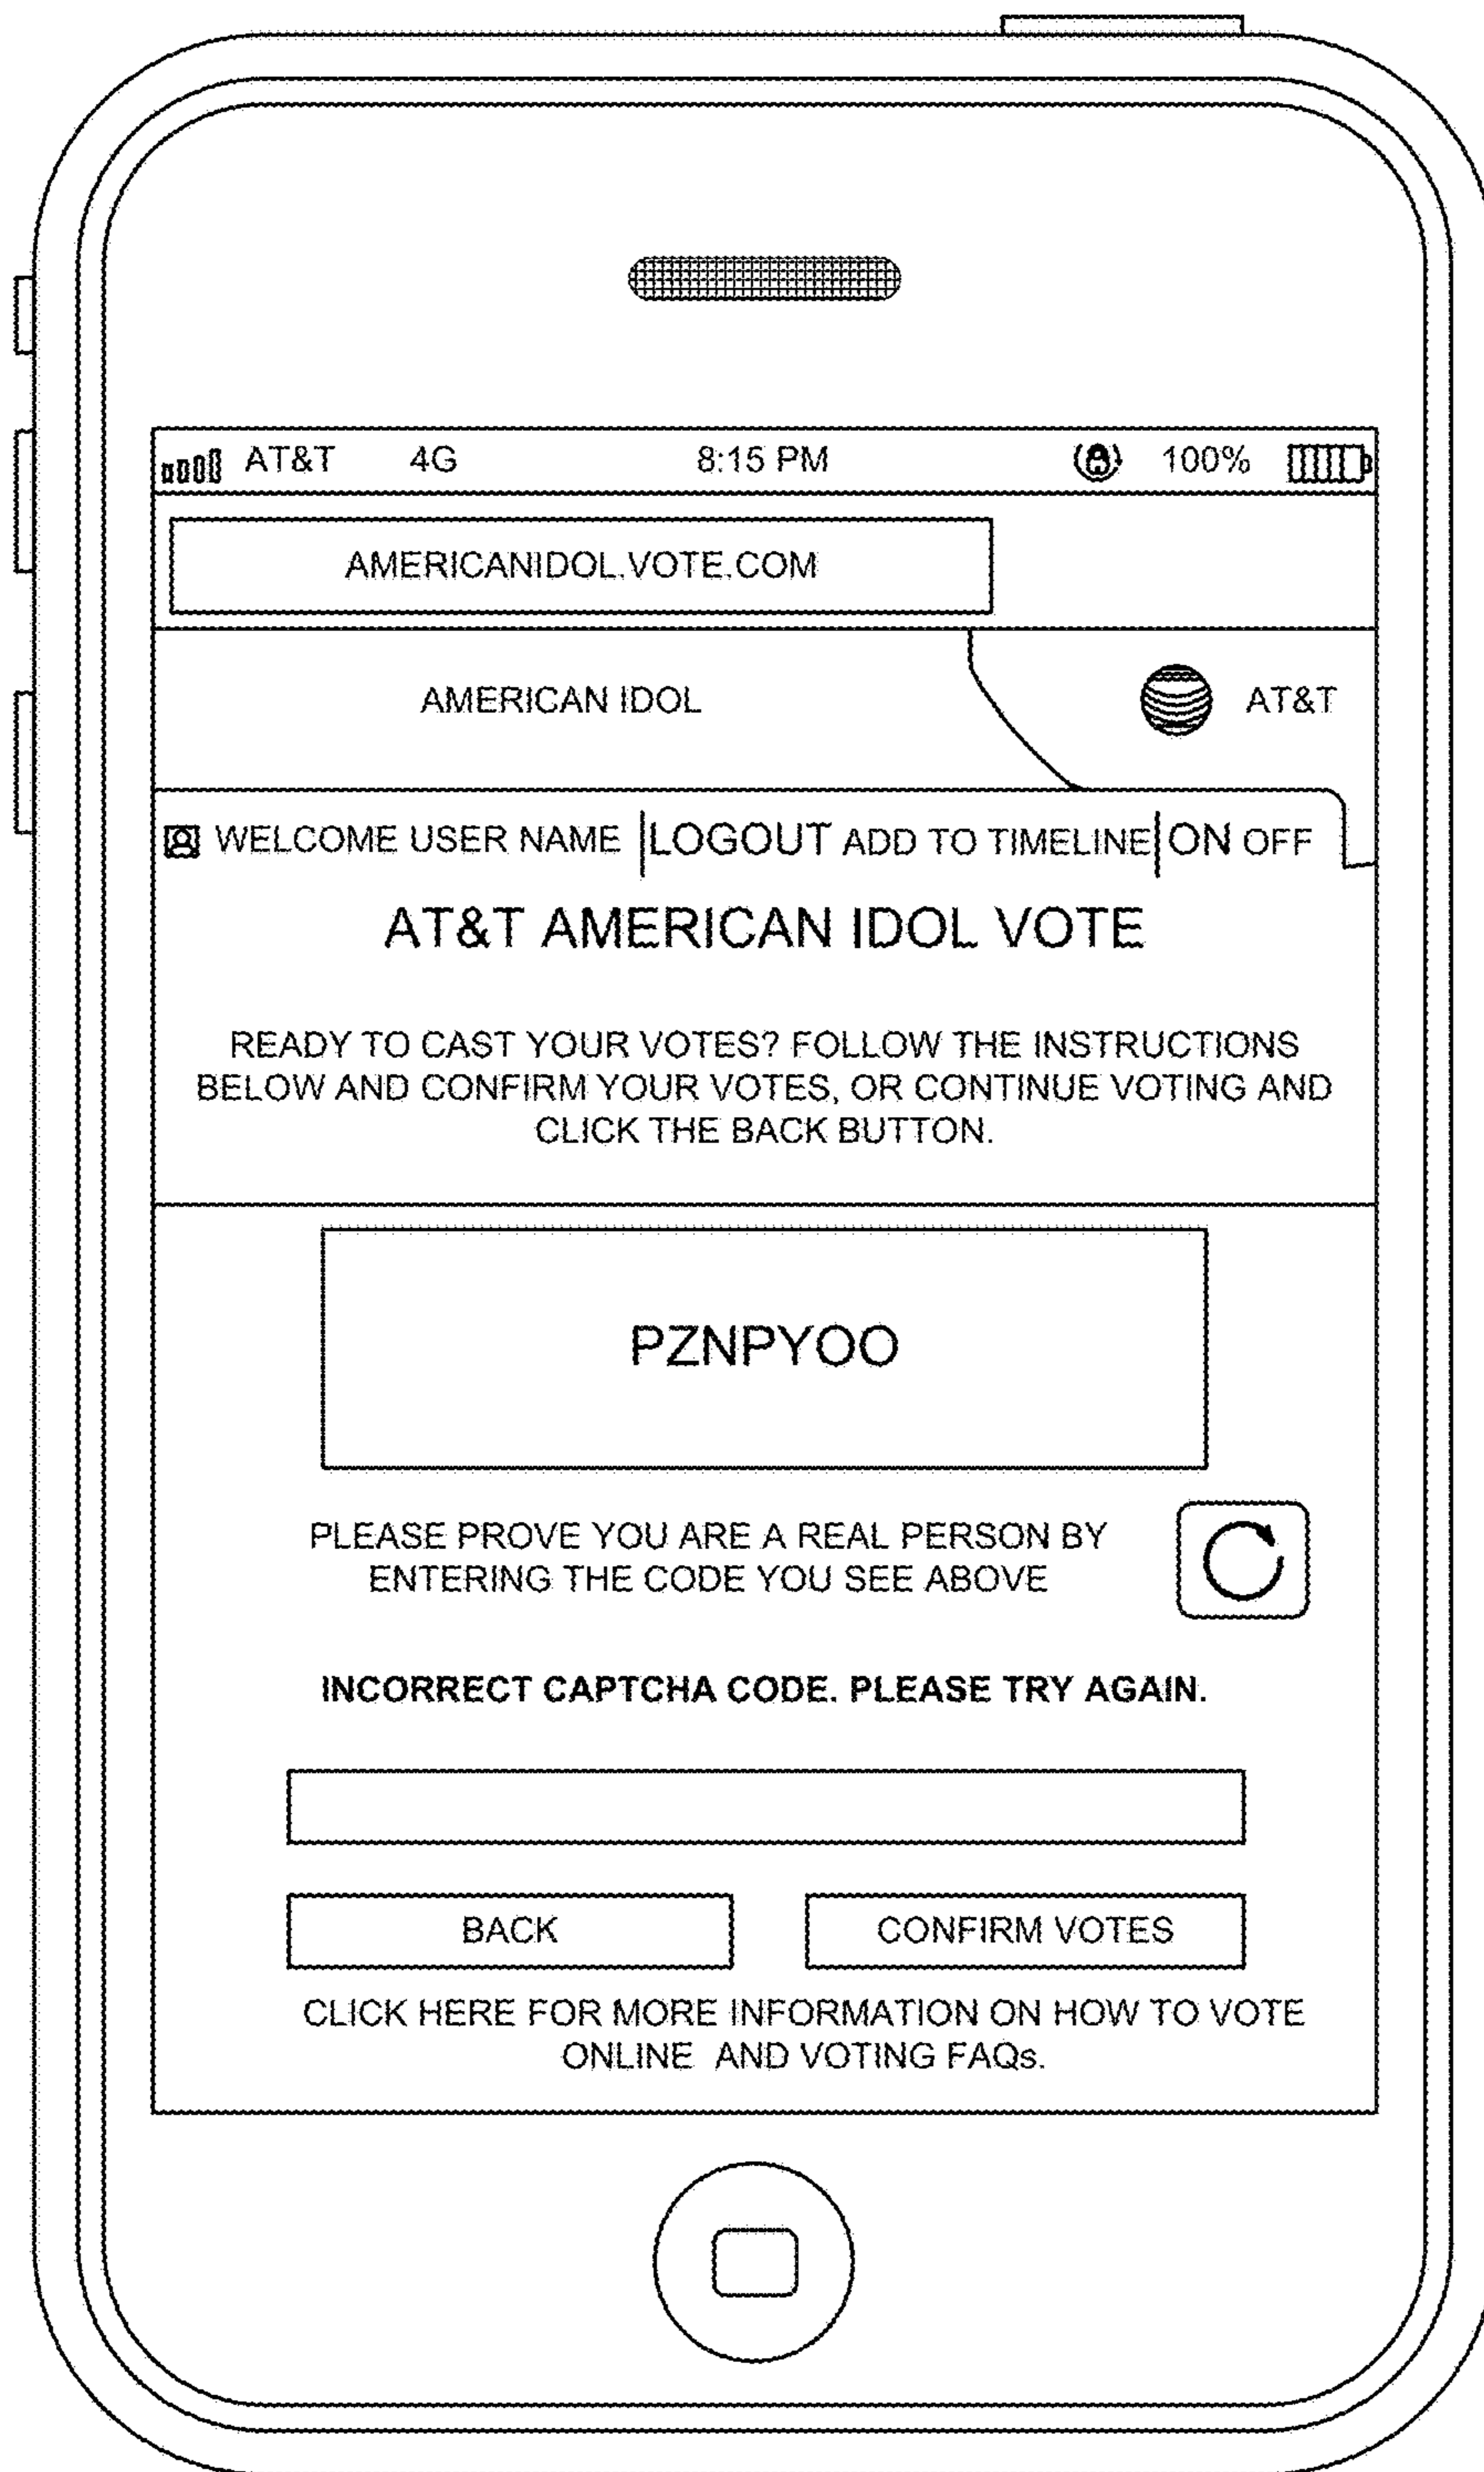 AT&T 4G 8:15 PM 100%
AMERICANIDOL.VOTE.COM
AMERICAN IDOL AT&T
WELCOME USER NAME |LOGOUT ADD TO TIMELINE|ON OFF
AT&T AMERICAN IDOL VOTE
READY TO CAST YOUR VOTES? FOLLOW THE INSTRUCTIONS
BELOW AND CONFIRM YOUR VOTES, OR CONTINUE VOTING AND
CLICK THE BACK BUTTON.
PZNPYOO
PLEASE PROVE YOU ARE A REAL PERSON BY
ENTERING THE CODE YOU SEE ABOVE
INCORRECT CAPTCHA CODE. PLEASE TRY AGAIN.
BACK CONFIRM VOTES
CLICK HERE FOR MORE INFORMATION ON HOW TO VOTE
ONLINE AND VOTING FAQs.